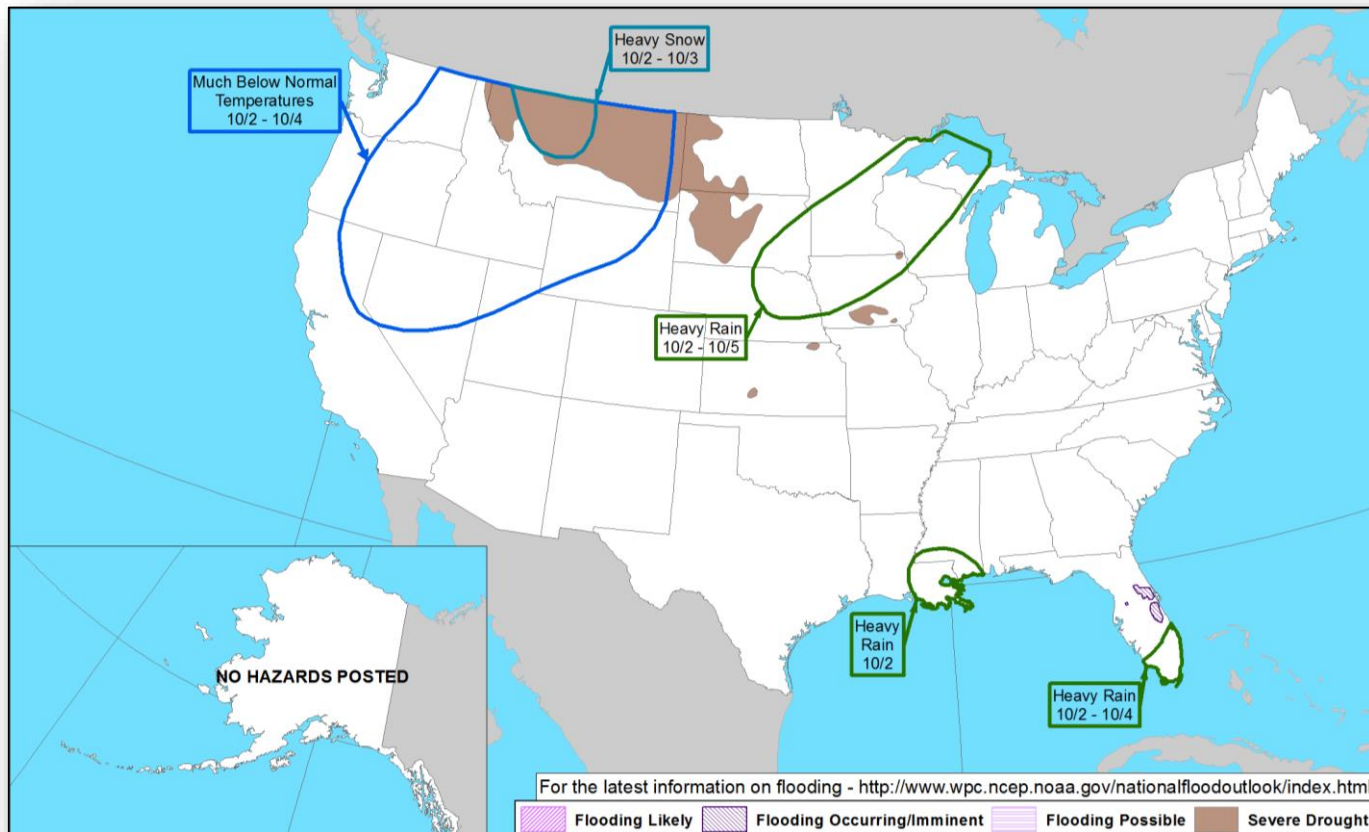 Heavy Snow
10/2 - 10/3
Much Below Normal
Temperatures
10/2 - 10/4
Heavy Rain
10/2 - 10/5
Heavy
Rain
10/2
Heavy Rain
10/2 - 10/4
NO HAZARDS POSTED
For the latest information on flooding - http://www.wpc.ncep.noaa.gov/nationalfloodoutlook/index.html
Flooding Likely Flooding Occurring/Imminent Flooding Possible Severe Drought